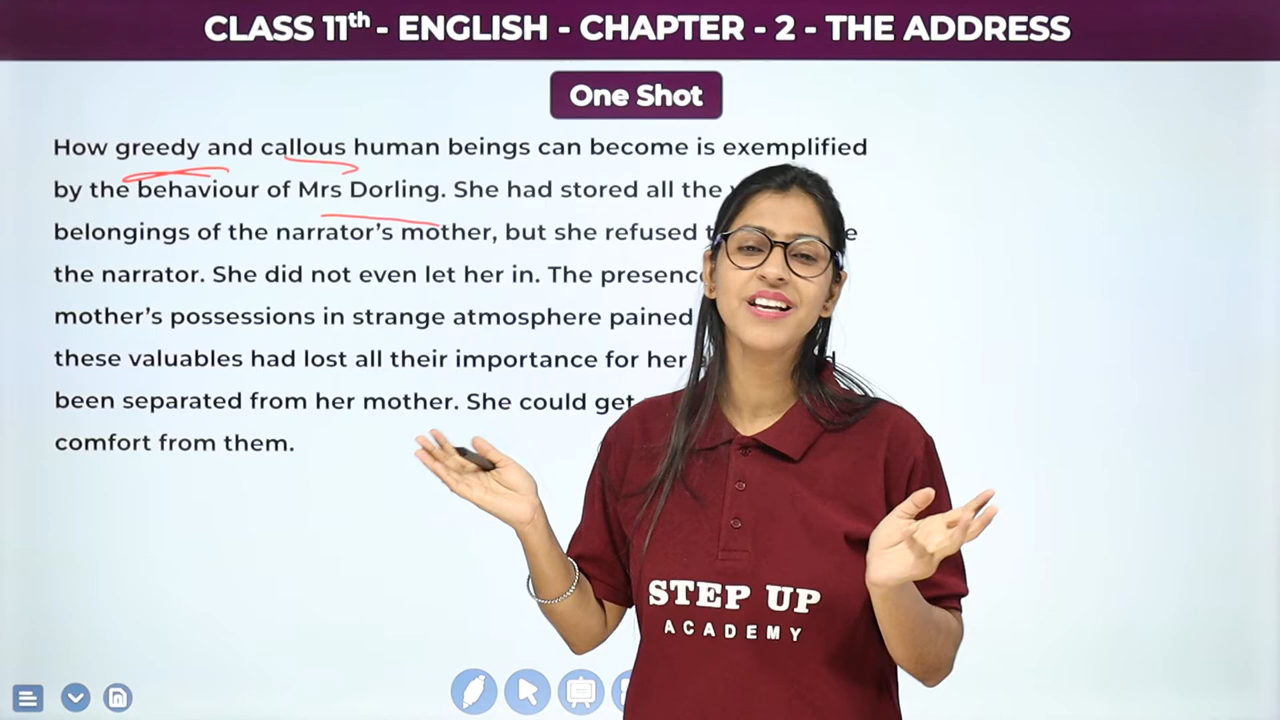 CLASS 11th - ENGLISH - CHAPTER - 2 - THE ADDRESS
One Shot
How greedy and callous human beings can become is exemplified
by the behaviour of Mrs Dorling. She had stored all the
belongings of the narrator's mother, but she refused
the narrator. She did not even let her in. The presence
mother's possessions in strange atmosphere pained
these valuables had lost all their importance for her
been separated from her mother. She could get
comfort from them.
STEP UP
ACADEMY